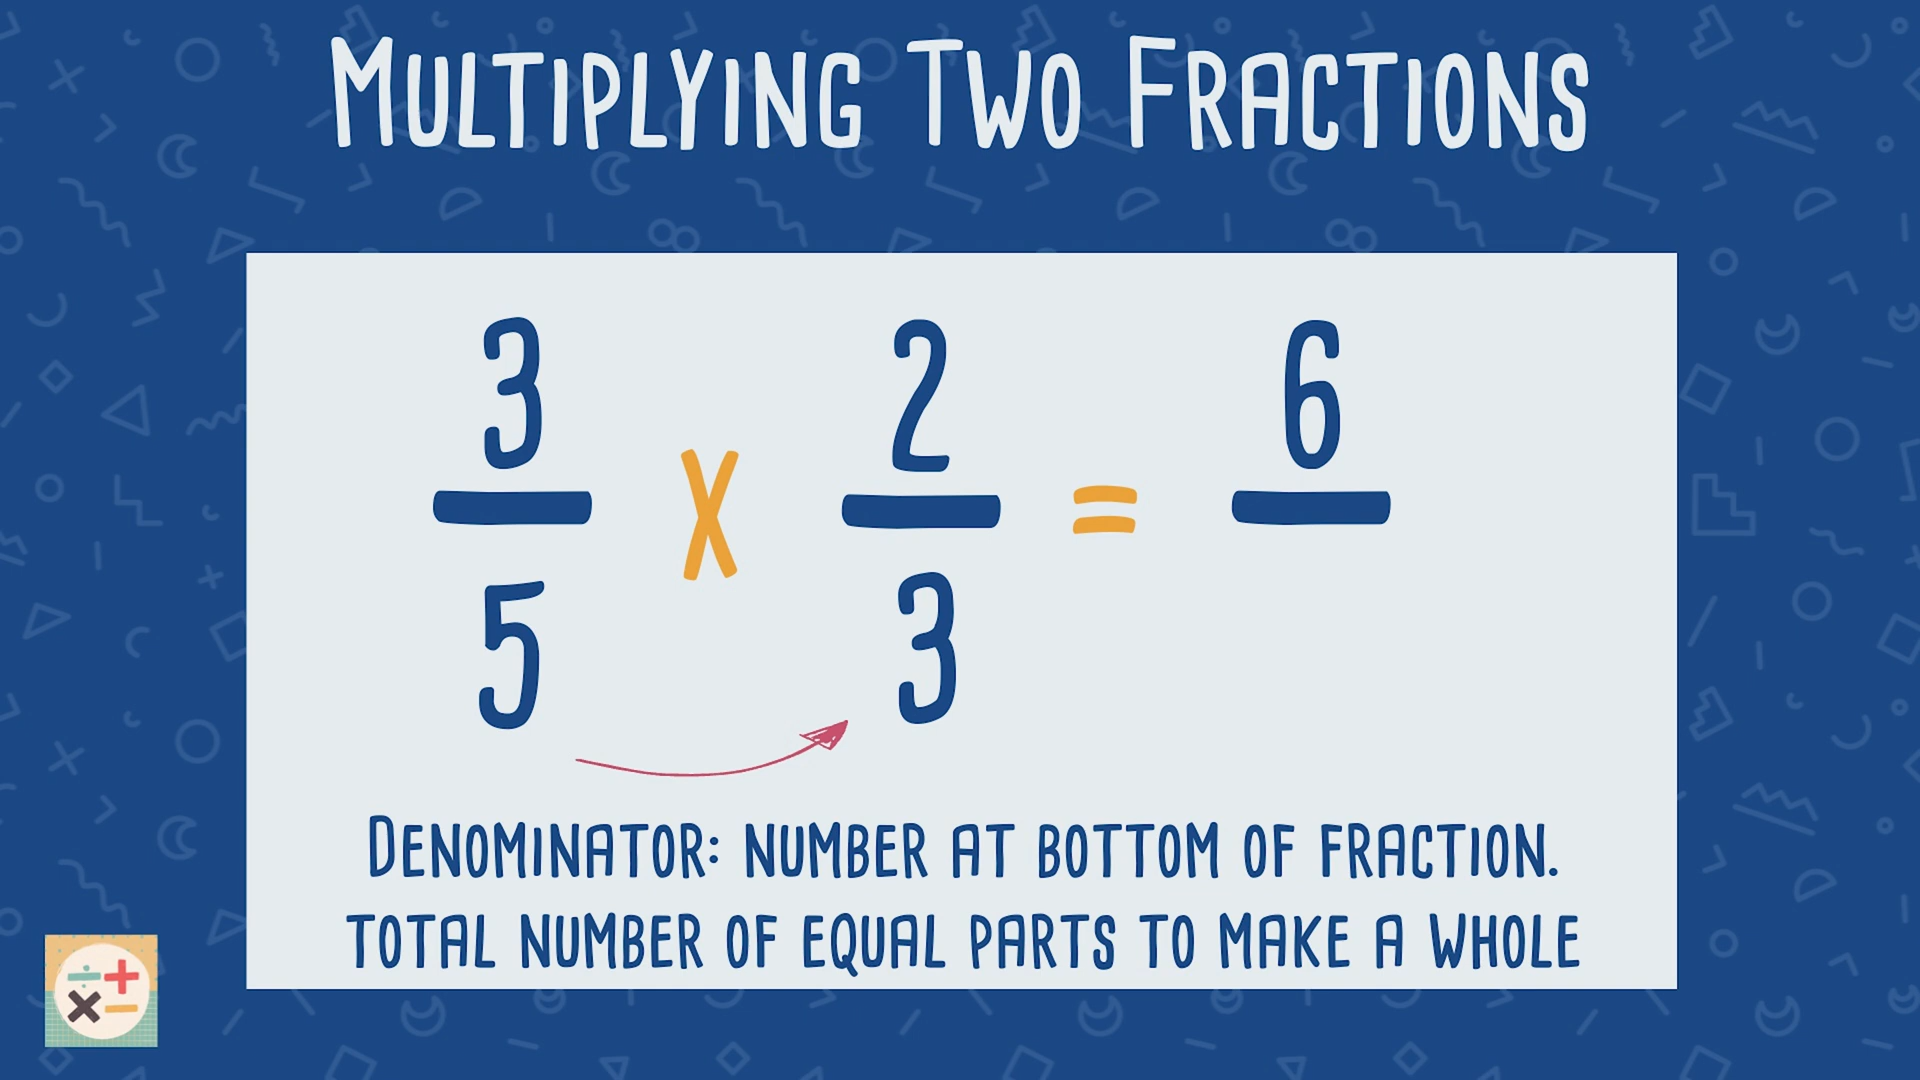 Multiplying Two Fractions
3 2 6
X =
5 3
Denominator: number at bottom of fraction.
total number of equal parts to make a whole